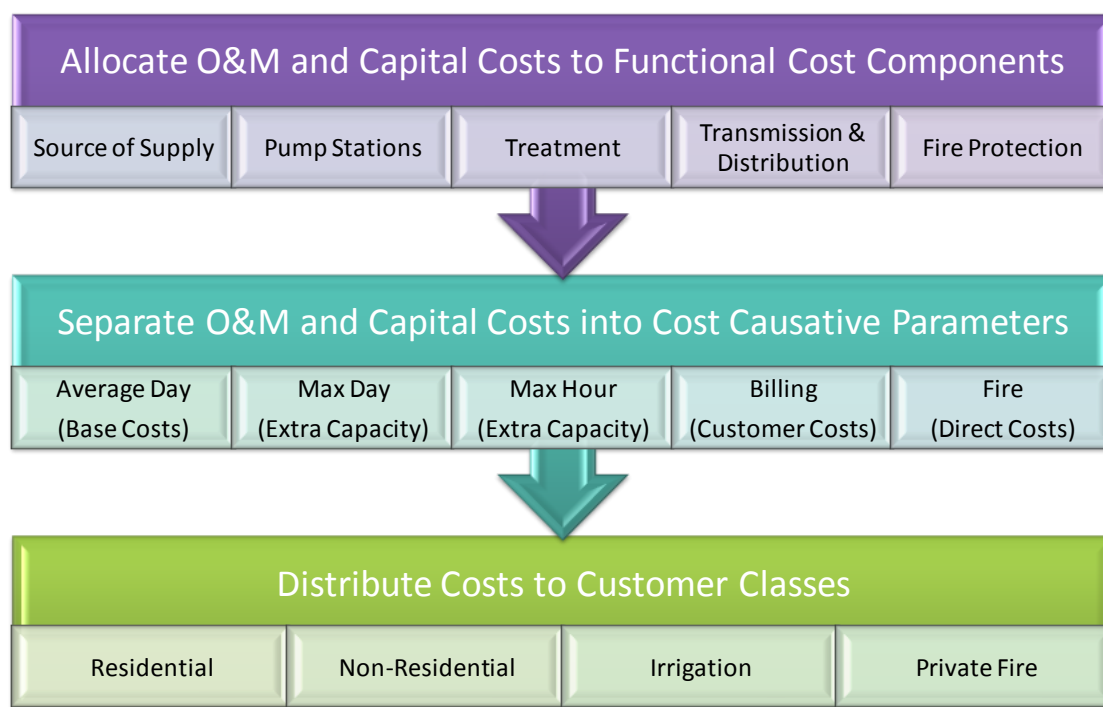 Allocate O&M and Capital Costs to Functional Cost Components
Source of Supply
Pump Stations
Treatment
Transmission &
Distribution
Fire Protection
Separate O&M and Capital Costs into Cost Causative Parameters
Average Day
(Base Costs)
Max Day
(Extra Capacity)
Max Hour
(Extra Capacity)
Billing
(Customer Costs)
Fire
(Direct Costs)
Distribute Costs to Customer Classes
Residential
Non-Residential
Irrigation
Private Fire